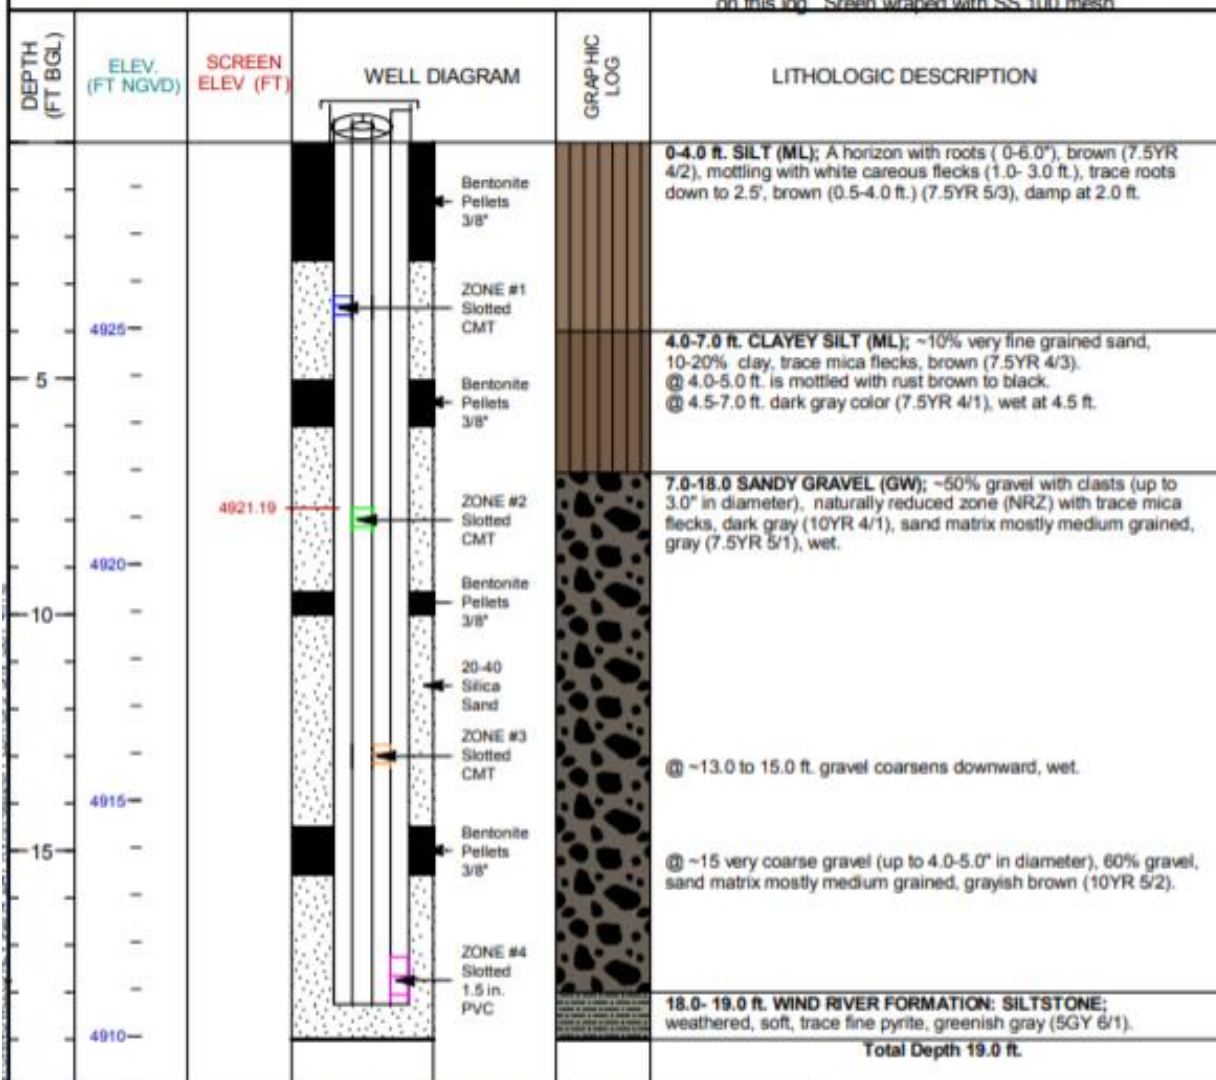 on this log. Sreen wraped with SS 100 mesh
DEPTH
(FT BGL)
ELEV.
(FT NGVD)
SCREEN
ELEV (FT)
WELL DIAGRAM
GRAPHIC
LOG
LITHOLOGIC DESCRIPTION
0-4.0 ft. SILT (ML); A horizon with roots ( 0-6.0"), brown (7.5YR
4/2), mottling with white careous flecks (1.0- 3.0 ft.), trace roots
down to 2.5', brown (0.5-4.0 ft.) (7.5YR 5/3), damp at 2.0 ft.
Bentonite
Pellets
3/8"
ZONE #1
Slotted
CMT
4925
4.0-7.0 ft. CLAYEY SILT (ML); ~10% very fine grained sand,
10-20% clay, trace mica flecks, brown (7.5YR 4/3).
@ 4.0-5.0 ft. is mottled with rust brown to black.
@ 4.5-7.0 ft. dark gray color (7.5YR 4/1), wet at 4.5 ft.
5
Bentonite
Pellets
3/8"
7.0-18.0 SANDY GRAVEL (GW); ~50% gravel with clasts (up to
3.0" in diameter), naturally reduced zone (NRZ) with trace mica
flecks, dark gray (10YR 4/1), sand matrix mostly medium grained,
gray (7.5YR 5/1), wet.
4921.19
ZONE #2
Slotted
CMT
4920
Bentonite
Pellets
3/8"
10
20-40
Silica
Sand
ZONE #3
Slotted
CMT
@ ~13.0 to 15.0 ft. gravel coarsens downward, wet.
4915
Bentonite
Pellets
3/8"
15
@ ~15 very coarse gravel (up to 4.0-5.0" in diameter), 60% gravel,
sand matrix mostly medium grained, grayish brown (10YR 5/2).
ZONE #4
Slotted
1.5 in.
PVC
18.0- 19.0 ft. WIND RIVER FORMATION: SILTSTONE;
weathered, soft, trace fine pyrite, greenish gray (5GY 6/1).
4910
Total Depth 19.0 ft.